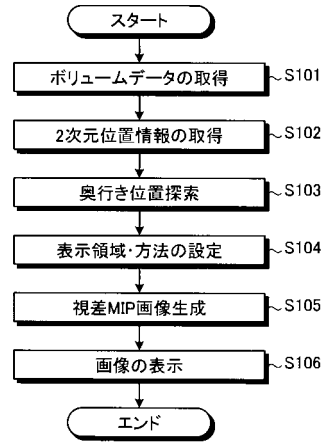 スタート
ボリュームデータの取得 S101
2次元位置情報の取得 S102
奥行き位置探索 S103
表示領域・方法の設定 S104
視差MIP画像生成 S105
画像の表示 S106
エンド